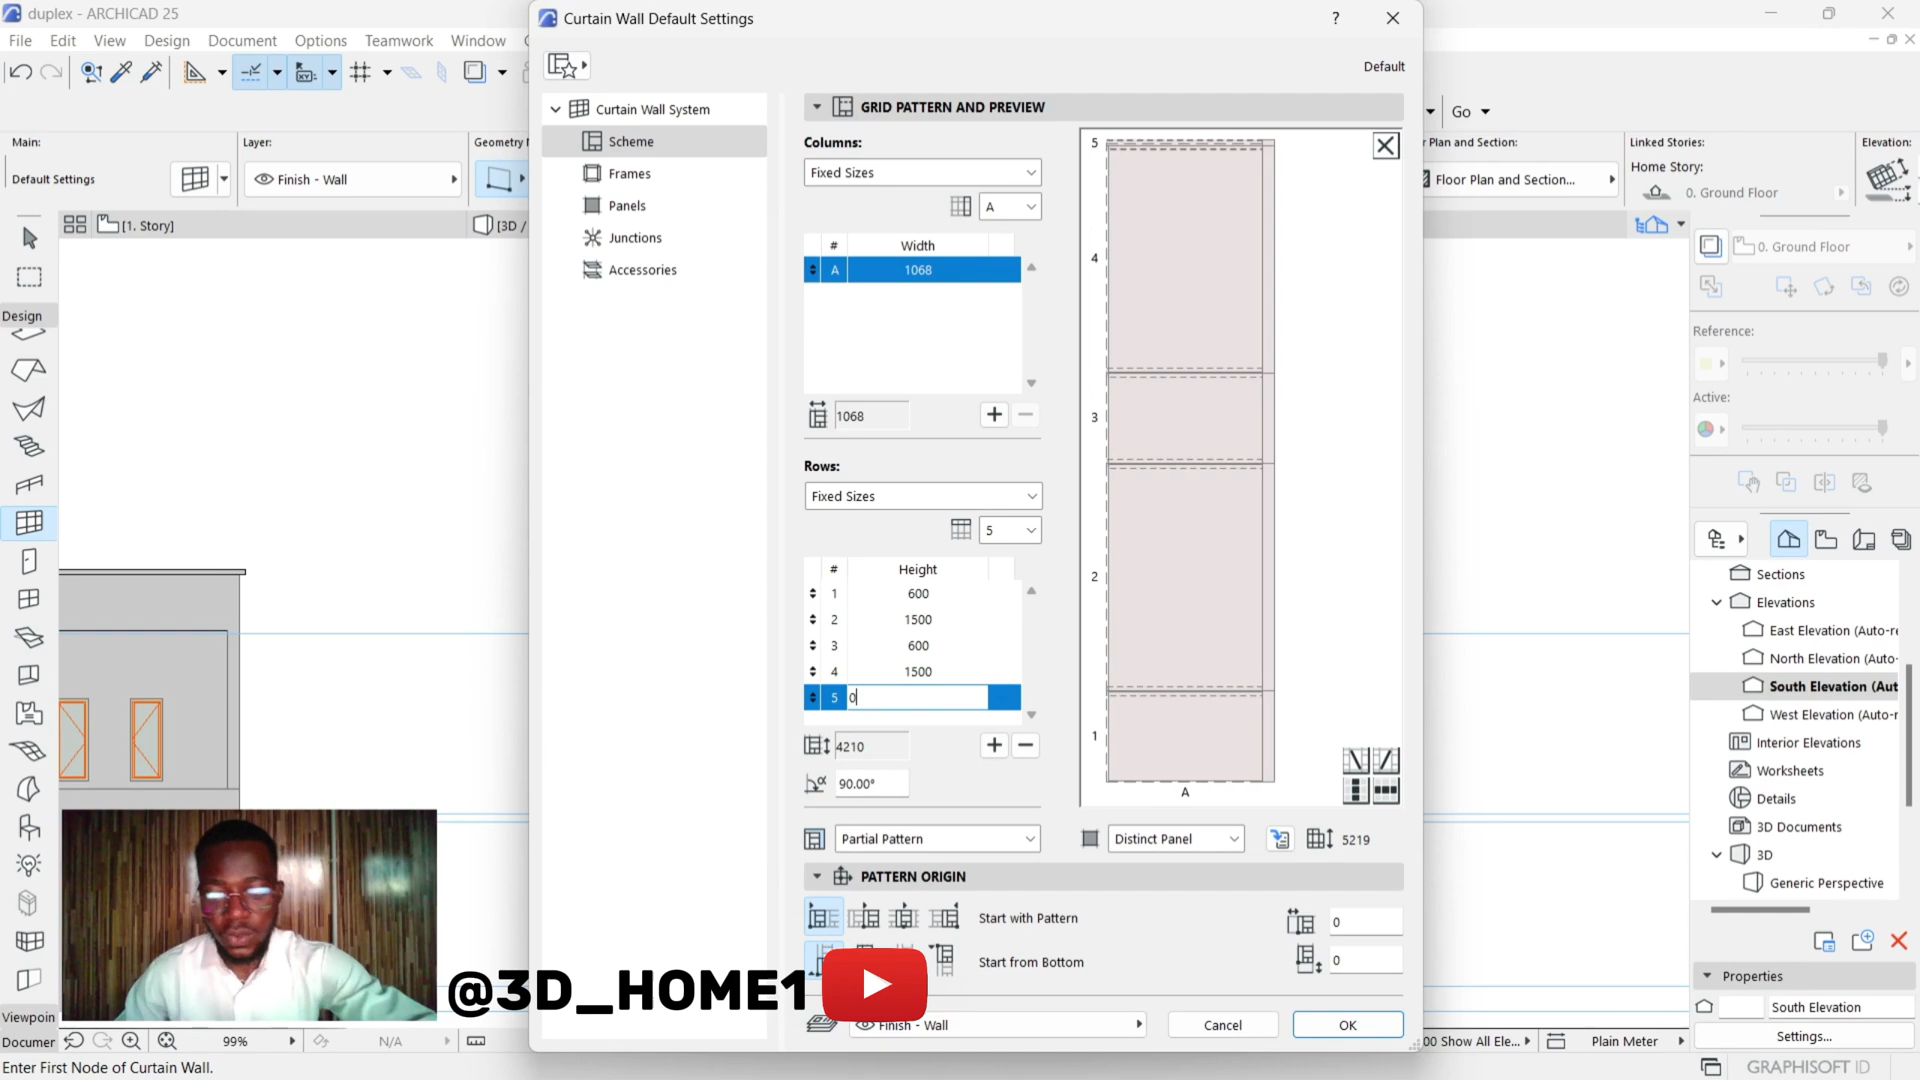 duplex - ARCHICAD 25
File Edit View Design Document Options Teamwork Window
Curtain Wall Default Settings
?
Default
Main:
Default Settings
Layer:
Finish - Wall
Geometry
[1. Story]
[3D /
Go
Plan and Section:
Floor Plan and Section...
Linked Stories:
Home Story:
0. Ground Floor
Elevation:
Curtain Wall System
Scheme
Frames
Panels
Junctions
Accessories
GRID PATTERN AND PREVIEW
Columns:
Fixed Sizes
A
# Width
A 1068
1068
Rows:
Fixed Sizes
5
# Height
1 600
2 1500
3 600
4 1500
5 0
4210
α 90.00°
Partial Pattern
5
4
3
2
1
A
Distinct Panel
5219
PATTERN ORIGIN
Start with Pattern
0
Start from Bottom
0
Finish - Wall
Cancel
OK
Design
Viewpoin
Documer
99%
N/A
Enter First Node of Curtain Wall.
@3D_HOME1
0. Ground Floor
Reference:
Active:
Sections
Elevations
East Elevation (Auto-re
North Elevation (Auto-
South Elevation (Aut
West Elevation (Auto-r
Interior Elevations
Worksheets
Details
3D Documents
3D
Generic Perspective
Properties
South Elevation
Settings...
00 Show All Ele...
Plain Meter
GRAPHISOFT ID